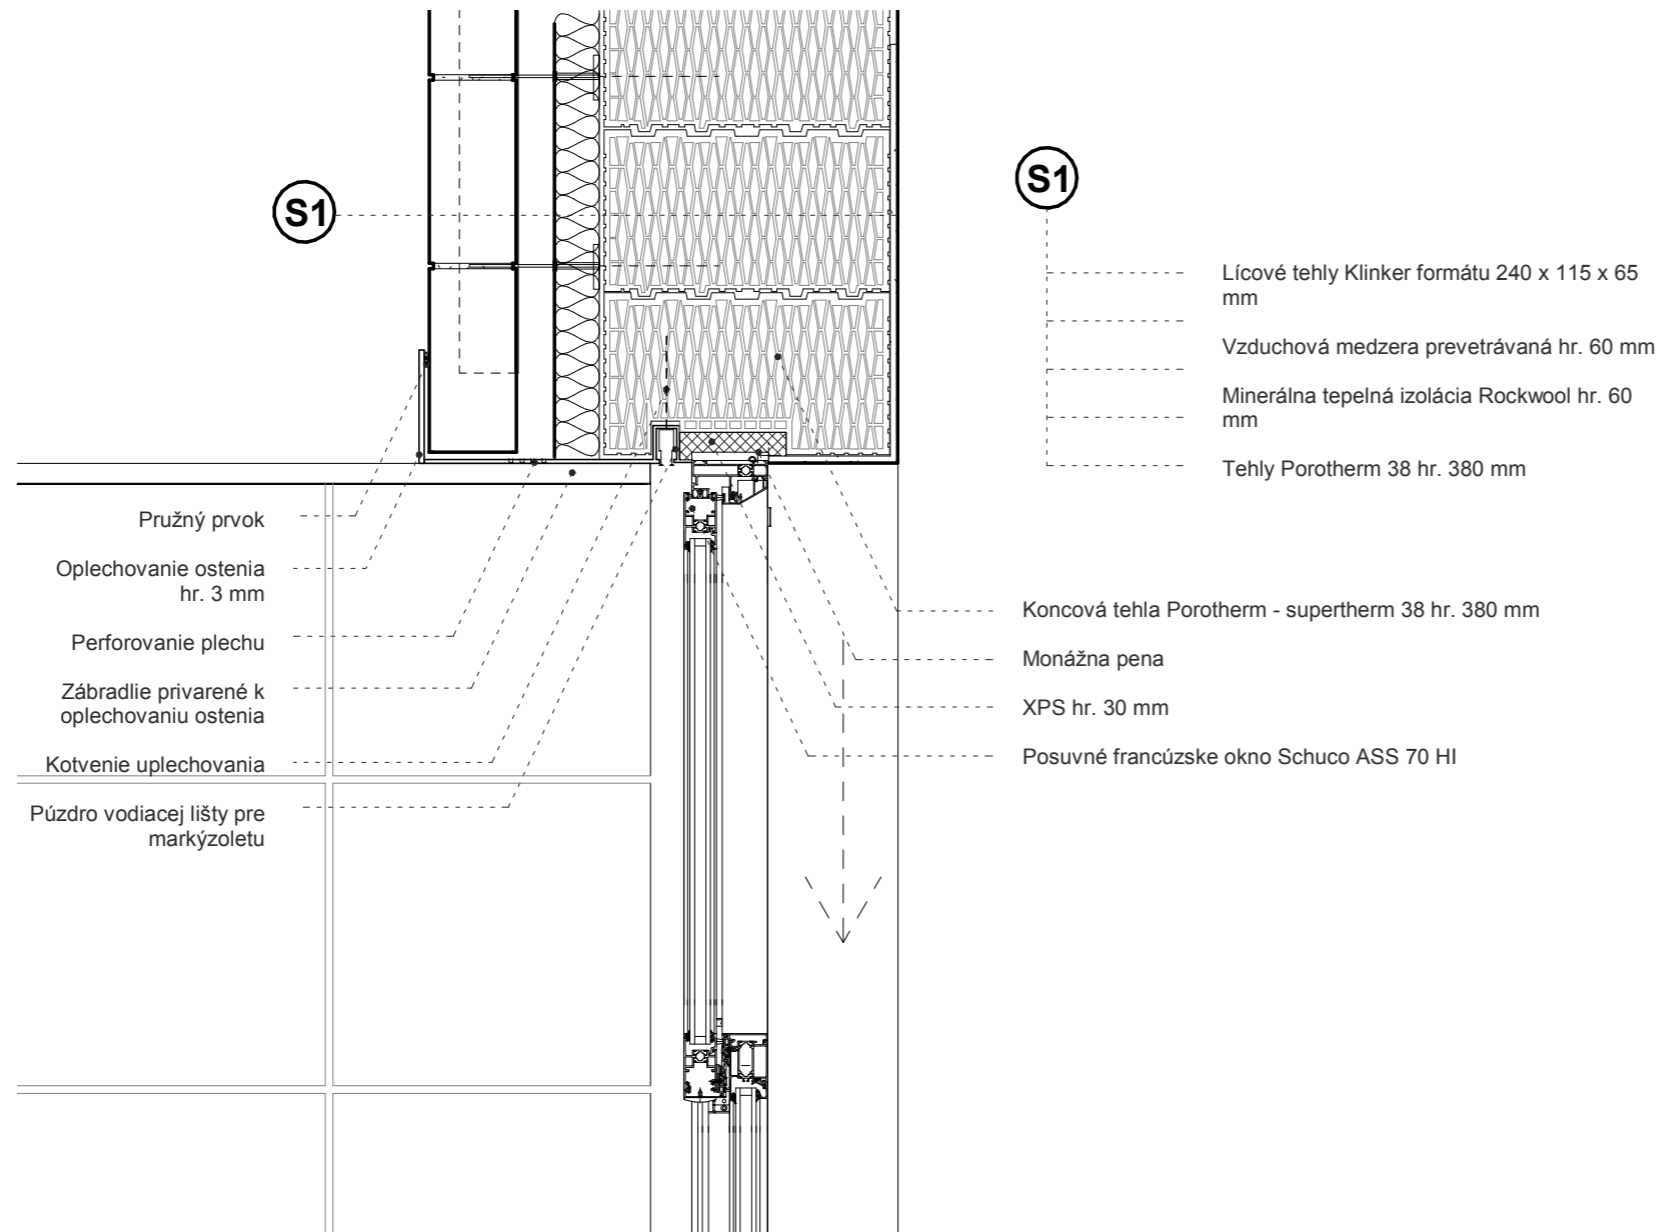 S1
S1
Lícové tehly Klinker formátu 240 x 115 x 65
mm
Vzduchová medzera prevetrávaná hr. 60 mm
Minerálna tepelná izolácia Rockwool hr. 60
mm
Tehly Porotherm 38 hr. 380 mm
Pružný prvok
Oplechovanie ostenia
hr. 3 mm
Perforovanie plechu
Zábradlie privarené k
oplechovaniu ostenia
Kotvenie uplechovania
Púzdro vodiacej lišty pre
markýzoletu
Koncová tehla Porotherm - supertherm 38 hr. 380 mm
Monážna pena
XPS hr. 30 mm
Posuvné francúzske okno Schuco ASS 70 HI